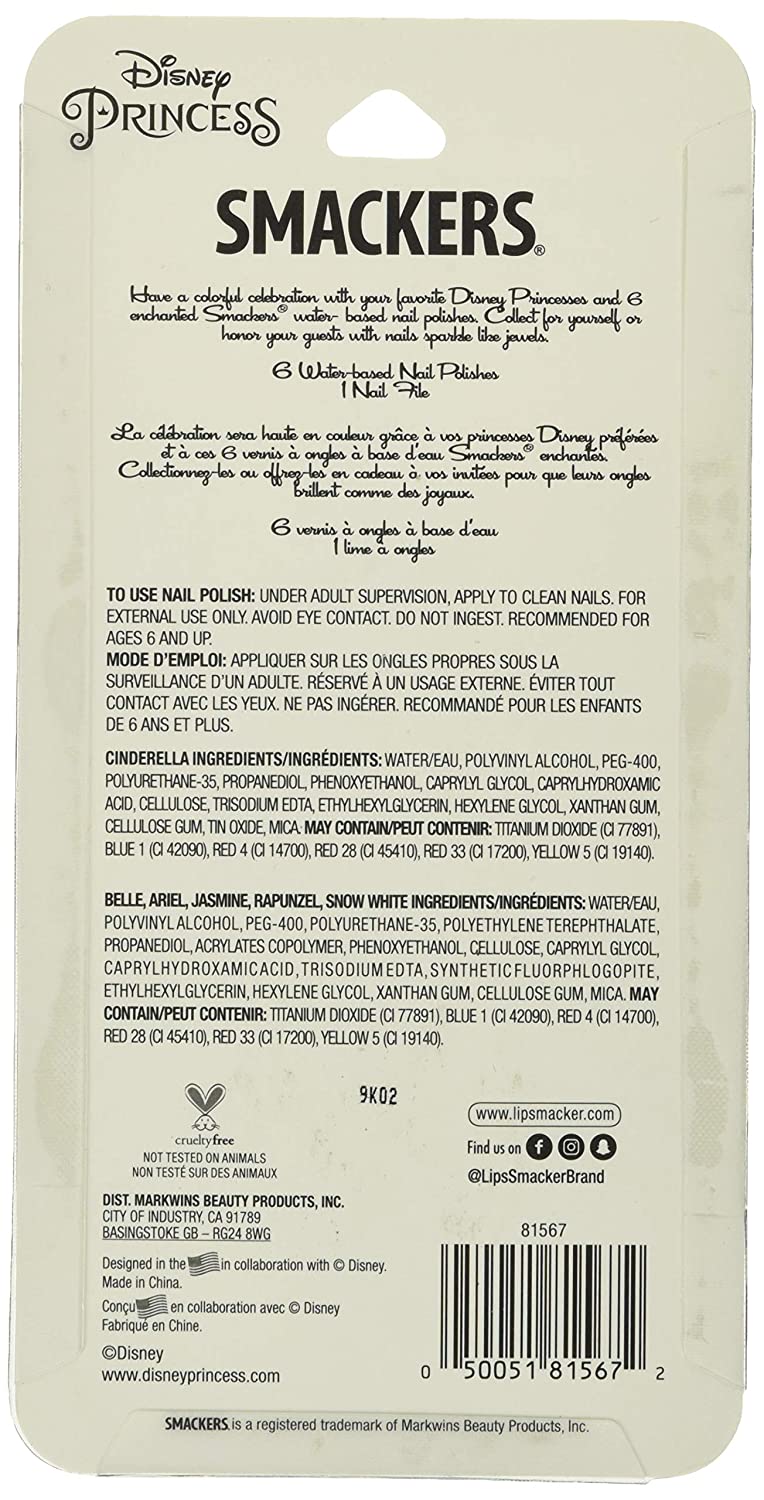 Disney
PRINCESS
SMACKERS®
Have a colorful celebration with your favorite Disney Princesses and 6
enchanted Smackers® water- based nail polishes. Collect for yourself or
honor your guests with nails sparkle like jewels.
6 Water-based Nail Polishes
1 Nail File
La célébration sera haute en couleur grâce à vos princesses Disney préférées
et à ces 6 vernis à ongles à base d'eau Smackers® enchantés.
Collectionnez-les ou offrez-les en cadeau à vos invitées pour que leurs ongles
brillent comme des joyaux.
6 vernis à ongles à base d'eau
1 lime à ongles
TO USE NAIL POLISH: UNDER ADULT SUPERVISION, APPLY TO CLEAN NAILS. FOR
EXTERNAL USE ONLY. AVOID EYE CONTACT. DO NOT INGEST. RECOMMENDED FOR
AGES 6 AND UP.
MODE D'EMPLOI: APPLIQUER SUR LES ONGLES PROPRES SOUS LA
SURVEILLANCE D'UN ADULTE. RÉSERVÉ À UN USAGE EXTERNE. ÉVITER TOUT
CONTACT AVEC LES YEUX. NE PAS INGÉRER. RECOMMANDÉ POUR LES ENFANTS
DE 6 ANS ET PLUS.
CINDERELLA INGREDIENTS/INGRÉDIENTS: WATER/EAU, POLYVINYL ALCOHOL, PEG-400,
POLYURETHANE-35, PROPANEDIOL, PHENOXYETHANOL, CAPRYLYL GLYCOL, CAPRYLHYDROXAMIC
ACID, CELLULOSE, TRISODIUM EDTA, ETHYLHEXYLGLYCERIN, HEXYLENE GLYCOL, XANTHAN GUM,
CELLULOSE GUM, TIN OXIDE, MICA. MAY CONTAIN/PEUT CONTENIR: TITANIUM DIOXIDE (CI 77891),
BLUE 1 (CI 42090), RED 4 (CI 14700), RED 28 (CI 45410), RED 33 (CI 17200), YELLOW 5 (CI 19140).
BELLE, ARIEL, JASMINE, RAPUNZEL, SNOW WHITE INGREDIENTS/INGRÉDIENTS: WATER/EAU,
POLYVINYL ALCOHOL, PEG-400, POLYURETHANE-35, POLYETHYLENE TEREPHTHALATE,
PROPANEDIOL, ACRYLATES COPOLYMER, PHENOXYETHANOL, CELLULOSE, CAPRYLYL GLYCOL,
CAPRYLHYDROXAMIC ACID, TRISODIUM EDTA, SYNTHETIC FLUORPHLOGOPITE,
ETHYLHEXYLGLYCERIN, HEXYLENE GLYCOL, XANTHAN GUM, CELLULOSE GUM, MICA. MAY
CONTAIN/PEUT CONTENIR: TITANIUM DIOXIDE (CI 77891), BLUE 1 (CI 42090), RED 4 (CI 14700),
RED 28 (CI 45410), RED 33 (CI 17200), YELLOW 5 (CI 19140).
9K02
crueltyfree
NOT TESTED ON ANIMALS
NON TESTÉ SUR DES ANIMAUX
www.lipsmacker.com
Find us on
@LipsSmackerBrand
DIST. MARKWINS BEAUTY PRODUCTS, INC.
CITY OF INDUSTRY, CA 91789
BASINGSTOKE GB – RG24 8WG
Designed in the in collaboration with © Disney.
Made in China.
Conçu en collaboration avec © Disney
Fabriqué en Chine.
©Disney
www.disneyprincess.com
81567
0 50051 81567 2
SMACKERS is a registered trademark of Markwins Beauty Products, Inc.